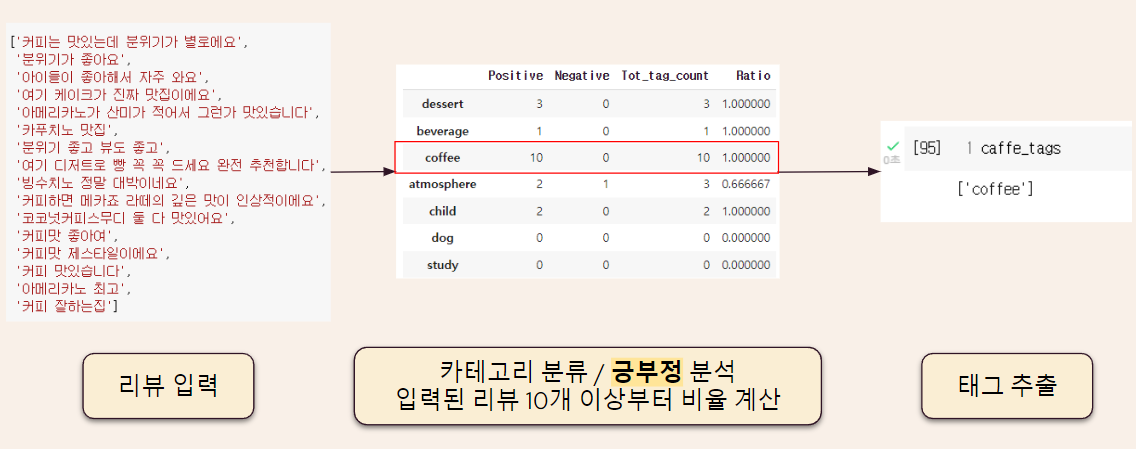 ['커피는 맛있는데 분위기가 별로에요',
'분위기가 좋아요',
'아이들이 좋아해서 자주 와요',
'여기 케이크가 진짜 맛집이에요',
'아메리카노가 산미가 적어서 그런가 맛있습니다',
'카푸치노 맛집',
'분위기 좋고 뷰도 좋고',
'여기 디저트로 빵 꼭 꼭 드세요 완전 추천합니다',
'빙수치노 정말 대박이네요',
'커피하면 메카죠 라떼의 깊은 맛이 인상적이에요',
'코코넛커피스무디 둘 다 맛있어요',
'커피맛 좋아여',
'커피맛 제스타일이에요',
'커피 맛있습니다',
'아메리카노 최고',
'커피 잘하는집']
Positive Negative Tot_tag_count Ratio
dessert 3 0 3 1.000000
beverage 1 0 1 1.000000
coffee 10 0 10 1.000000
atmosphere 2 1 3 0.666667
child 2 0 2 1.000000
dog 0 0 0 0.000000
study 0 0 0 0.000000
[95] 1 caffe_tags
0초
['coffee']
리뷰 입력
카테고리 분류 / 긍부정 분석
입력된 리뷰 10개 이상부터 비율 계산
태그 추출